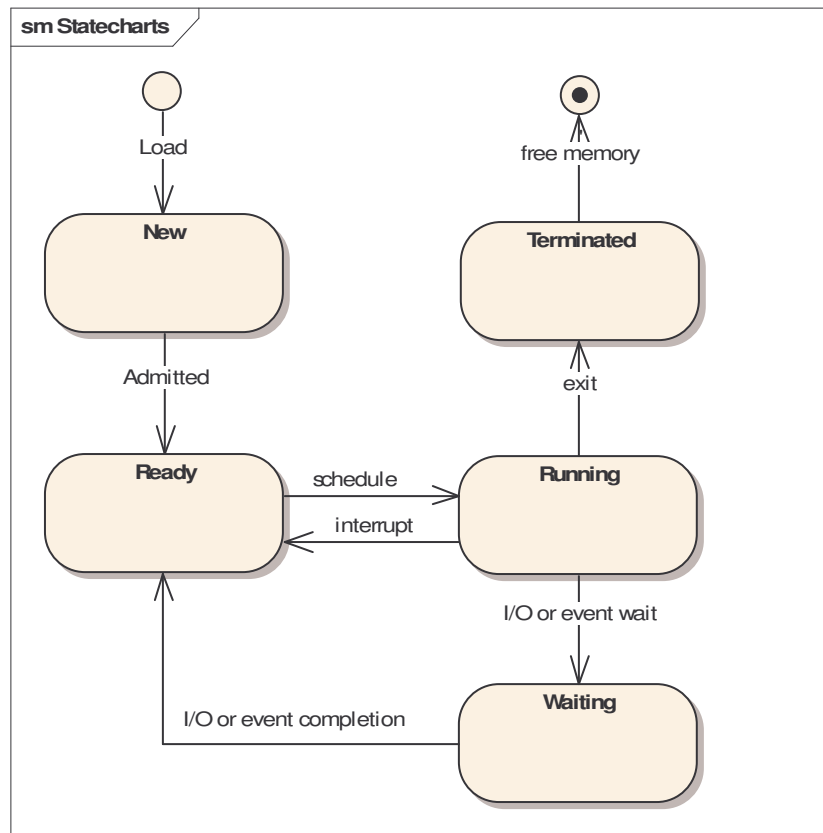 sm Statecharts
Load
free memory
New
Terminated
Admitted
exit
Ready
Running
schedule
interrupt
I/O or event wait
Waiting
I/O or event completion